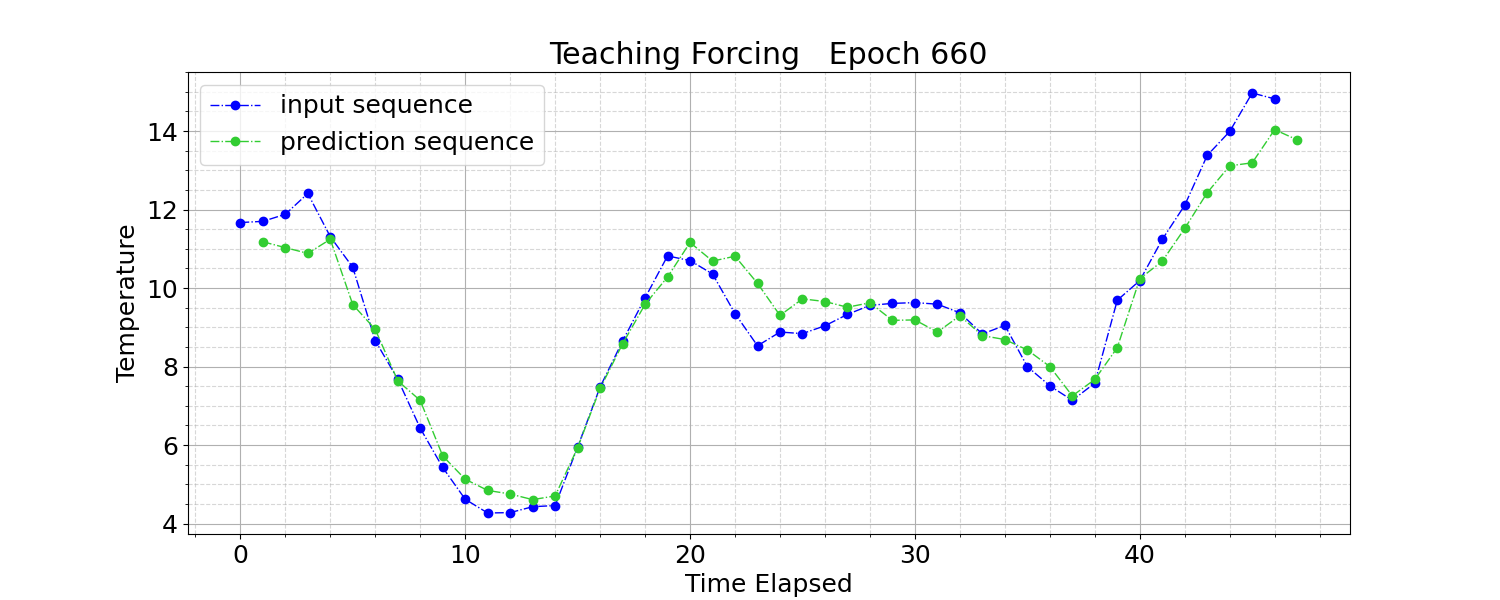 Teaching Forcing   Epoch 660
input sequence
prediction sequence
Temperature
14
12
10
8
6
4
0 10 20 30 40
Time Elapsed